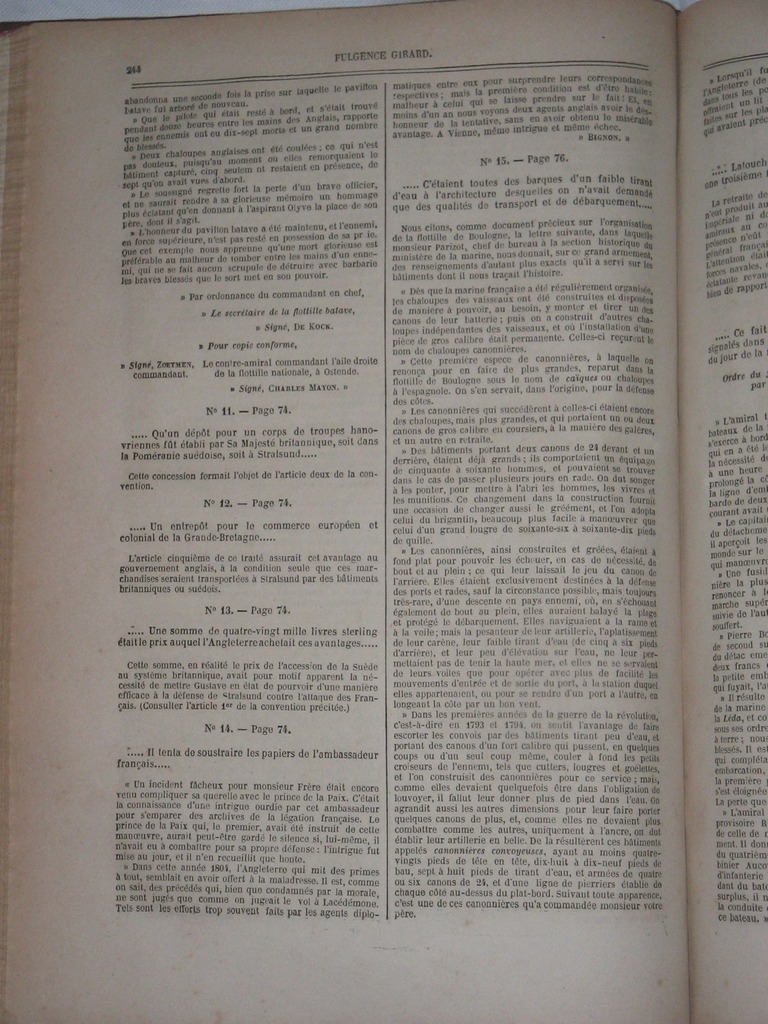 244
FULGENCE GIRARD.
abandonna une seconde fois la prise sur laquelle le pavillon
batave fut arboré de nouveau.
» Que le pilote qui était resté à bord, et s'était trouvé
pendant douze heures entre les mains des Anglais, rapporte
que les ennemis ont eu dix-sept morts et un grand nombre
de blessés.
» Deux chaloupes anglaises ont été coulées; ce qui n'est
pas douteux, puisqu'au moment où elles remorquaient le
bâtiment capturé, cinq seulem nt restaient en présence, de
sept qu'on avait vues d'abord.
» Le soussigné regrette fort la perte d'un brave officier,
et ne saurait rendre à sa glorieuse mémoire un hommage
plus éclatant qu'en donnant à l'aspirant Olyve la place de son
père, dont il s'agit.
» L'honneur du pavillon batave a été maintenu, et l'ennemi,
en force supérieure, n'est pas resté en possession de sa pr ie.
Que cet exemple nous apprenne qu'une mort glorieuse est
préférable au malheur de tomber entre les mains d'un enne-
mi, qui ne se fait aucun scrupule de détruire avec barbarie
les braves blessés que le sort met en son pouvoir.
» Par ordonnance du commandant en chef,
» Le secrétaire de la flottille batave,
» Signé, DE KOCK.
» Pour copie conforme,
» Signé, ZOETMEN, Le contre-amiral commandant l'aile droite
commandant. de la flottille nationale, à Ostende.
» Signé, CHARLES MAYON. »
N° 11. — Page 74.
..... Qu'un dépôt pour un corps de troupes hano-
vriennes fût établi par Sa Majesté britannique, soit dans
la Poméranie suédoise, soit à Stralsund.....
Cette concession formait l'objet de l'article deux de la con-
vention.
N° 12. — Page 74.
..... Un entrepôt pour le commerce européen et
colonial de la Grande-Bretagne.....
L'article cinquième de ce traité assurait cet avantage au
gouvernement anglais, à la condition seule que ces mar-
chandises seraient transportées à Stralsund par des bâtiments
britanniques ou suédois.
N° 13. — Page 74.
..... Une somme de quatre-vingt mille livres sterling
était le prix auquel l'Angleterre achetait ces avantages.....
Cette somme, en réalité le prix de l'accession de la Suède
au système britannique, avait pour motif apparent la né-
cessité de mettre Gustave en état de pourvoir d'une manière
efficace à la défense de Stralsund contre l'attaque des Fran-
çais. (Consulter l'article 1er de la convention précitée.)
N° 14. — Page 74.
..... Il tenta de soustraire les papiers de l'ambassadeur
français.....
« Un incident fâcheux pour monsieur Frère était encore
venu compliquer sa querelle avec le prince de la Paix. C'était
la connaissance d'une intrigue ourdie par cet ambassadeur
pour s'emparer des archives de la légation française. Le
prince de la Paix qui, le premier, avait été instruit de cette
manœuvre, aurait peut-être gardé le silence si, lui-même, il
n'avait eu à combattre pour sa propre défense: l'intrigue fut
mise au jour, et il n'en recueillit que honte.
» Dans cette année 1804, l'Angleterre qui mit des primes
à tout, semblait en avoir offert à la maladresse. Il est, comme
on sait, des précédés qui, bien que condamnés par la morale,
ne sont jugés que comme on jugeait le vol à Lacédémone.
Tels sont les efforts trop souvent faits par les agents diplo-
matiques entre eux pour surprendre leurs correspondances
respectives; mais la première condition est d'être habile:
malheur à celui qui se laisse prendre sur le fait! Et, en
moins d'un an nous voyons deux agents anglais avoir le des-
honneur de la tentative, sans en avoir obtenu le misérable
avantage. A Vienne, même intrigue et même échec.
» BIGNON. »
N° 15. — Page 76.
..... C'étaient toutes des barques d'un faible tirant
d'eau à l'architecture desquelles on n'avait demandé
que des qualités de transport et de débarquement.....
Nous citons, comme document précieux sur l'organisation
de la flottille de Boulogne, la lettre suivante, dans laquelle
monsieur Parizot, chef de bureau à la section historique du
ministère de la marine, nous donnait, sur ce grand armement,
des renseignements d'autant plus exacts qu'il a servi sur les
bâtiments dont il nous traçait l'histoire.
« Dès que la marine française a été régulièrement organisée,
les chaloupes des vaisseaux ont été construites et disposées
de manière à pouvoir, au besoin, y monter et tirer un des
canons de leur batterie; puis on a construit d'autres cha-
loupes indépendantes des vaisseaux, et où l'installation d'une
pièce de gros calibre était permanente. Celles-ci reçurent le
nom de chaloupes canonnières.
» Cette première espèce de canonnières, à laquelle on
renonça pour en faire de plus grandes, reparut dans la
flottille de Boulogne sous le nom de caïques ou chaloupes
à l'espagnole. On s'en servait, dans l'origine, pour la défense
des côtes.
» Les canonnières qui succédèrent à celles-ci étaient encore
des chaloupes, mais plus grandes, et qui portaient un ou deux
canons de gros calibre en coursiers, à la manière des galères,
et un autre en retraite.
» Des bâtiments portant deux canons de 24 devant et un
derrière, étaient déjà grands; ils comportaient un équipage
de cinquante à soixante hommes, et pouvaient se trouver
dans le cas de passer plusieurs jours en rade. On dut songer
à les ponter, pour mettre à l'abri les hommes, les vivres et
les munitions. Ce changement dans la construction fournit
une occasion de changer aussi le gréément, et l'on adopta
celui du brigantin, beaucoup plus facile à manœuvrer que
celui d'un grand lougre de soixante-six à soixante-dix pieds
de quille.
» Les canonnières, ainsi construites et gréées, étaient à
fond plat pour pouvoir les échouer, en cas de nécessité, de
bout et au plein; ce qui leur laissait le jeu du canon de
l'arrière. Elles étaient exclusivement destinées à la défense
des ports et rades, sauf la circonstance possible, mais toujours
très-rare, d'une descente en pays ennemi, où, en s'échouant
également de bout au plein, elles auraient balayé la plage
et protégé le débarquement. Elles naviguaient à la rame et
à la voile; mais la pesanteur de leur artillerie, l'aplatissement
de leur carène, leur faible tirant d'eau (de cinq à six pieds
d'arrière), et leur peu d'élévation sur l'eau, ne leur per-
mettaient pas de tenir la haute mer, et elles ne se servaient
de leurs voiles que pour opérer avec plus de facilité les
mouvements d'entrée et de sortie du port, à la station duquel
elles appartenaient, ou pour se rendre d'un port a l'autre, en
longeant la côte par un bon vent.
» Dans les premières années de la guerre de la révolution,
c'est-à-dire en 1793 et 1794, on sentit l'avantage de faire
escorter les convois par des bâtiments tirant peu d'eau, et
portant des canons d'un fort calibre qui pussent, en quelques
coups ou d'un seul coup même, couler à fond les petits
croiseurs de l'ennemi, tels que cutters, lougres et goëlettes,
et l'on construisit des canonnières pour ce service; mais,
comme elles devaient quelquefois être dans l'obligation de
louvoyer, il fallut leur donner plus de pied dans l'eau. On
agrandit aussi les autres dimensions pour leur faire porter
quelques canons de plus, et, comme elles ne devaient plus
combattre comme les autres, uniquement à l'ancre, on dut
établir leur artillerie en belle. De là résultèrent ces bâtiments
appelés canonnières convoyeuses, ayant au moins quatre-
vingts pieds de tête en tête, dix-huit à dix-neuf pieds de
bau, sept à huit pieds de tirant d'eau, et armées de quatre
ou six canons de 24, et d'une ligne de pierriers établie de
chaque côté au-dessus du plat-bord. Suivant toute apparence,
c'est une de ces canonnières qu'a commandée monsieur votre
père.